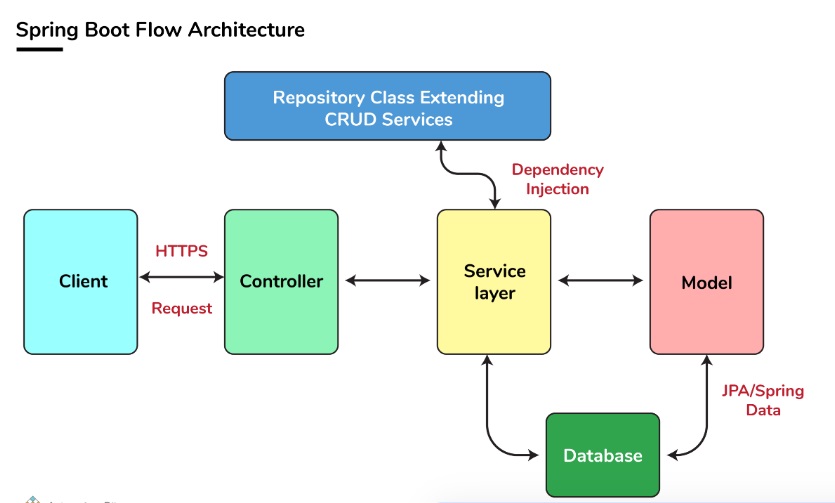 Spring Boot Flow Architecture
Repository Class Extending
CRUD Services
Dependency
Injection
HTTPS
Request
Client
Controller
Service
layer
Model
JPA/Spring
Data
Database